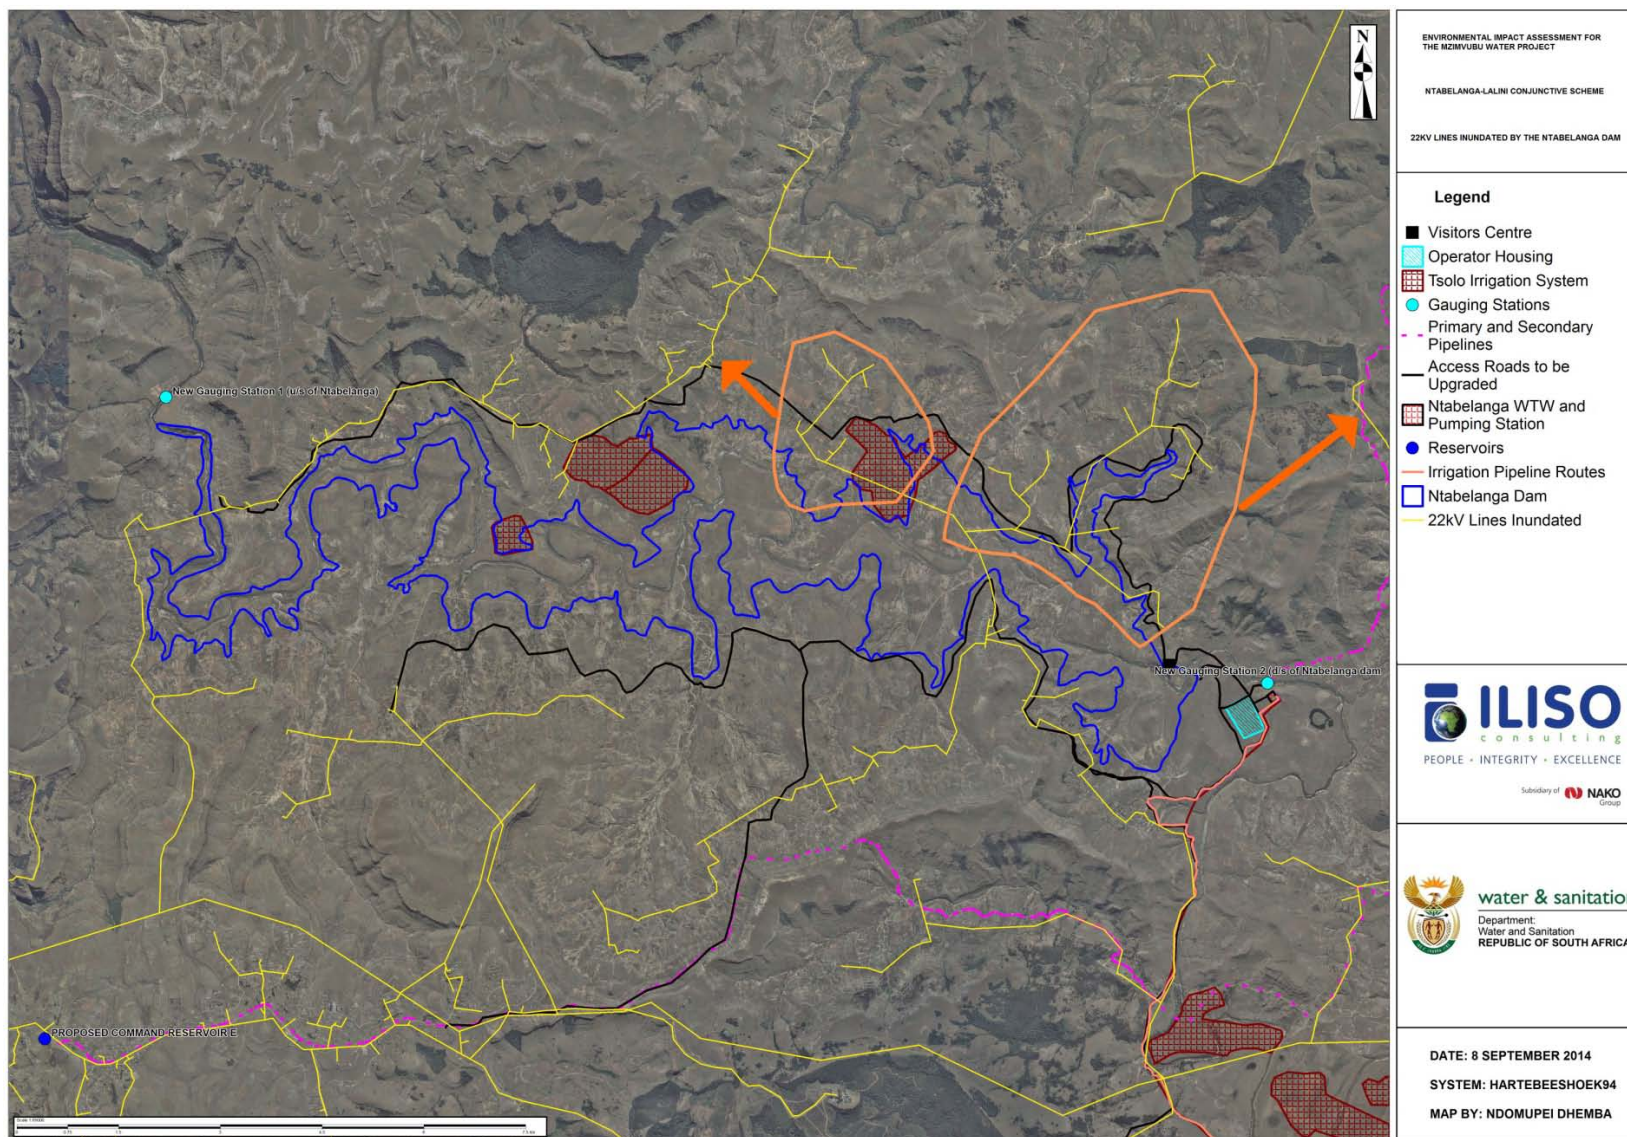 ENVIRONMENTAL IMPACT ASSESSMENT FOR
THE MZIMVUBU WATER PROJECT
NTABELANGA-LALINI CONJUNCTIVE SCHEME
22KV LINES INUNDATED BY THE NTABELANGA DAM
N
Legend
Visitors Centre
Operator Housing
Tsolo Irrigation System
Gauging Stations
Primary and Secondary
Pipelines
Access Roads to be
Upgraded
Ntabelanga WTW and
Pumping Station
Reservoirs
Irrigation Pipeline Routes
Ntabelanga Dam
22kV Lines Inundated
New Gauging Station 1 (u/s of Ntabelanga)
New Gauging Station 2 (d/s of Ntabelanga dam
PROPOSED COMMAND RESERVOIR E
ILISO
consulting
PEOPLE • INTEGRITY • EXCELLENCE
Subsidiary of NAKO
Group
water & sanitation
Department:
Water and Sanitation
REPUBLIC OF SOUTH AFRICA
DATE: 8 SEPTEMBER 2014
SYSTEM: HARTEBEESHOEK94
MAP BY: NDOMUPEI DHEMBA